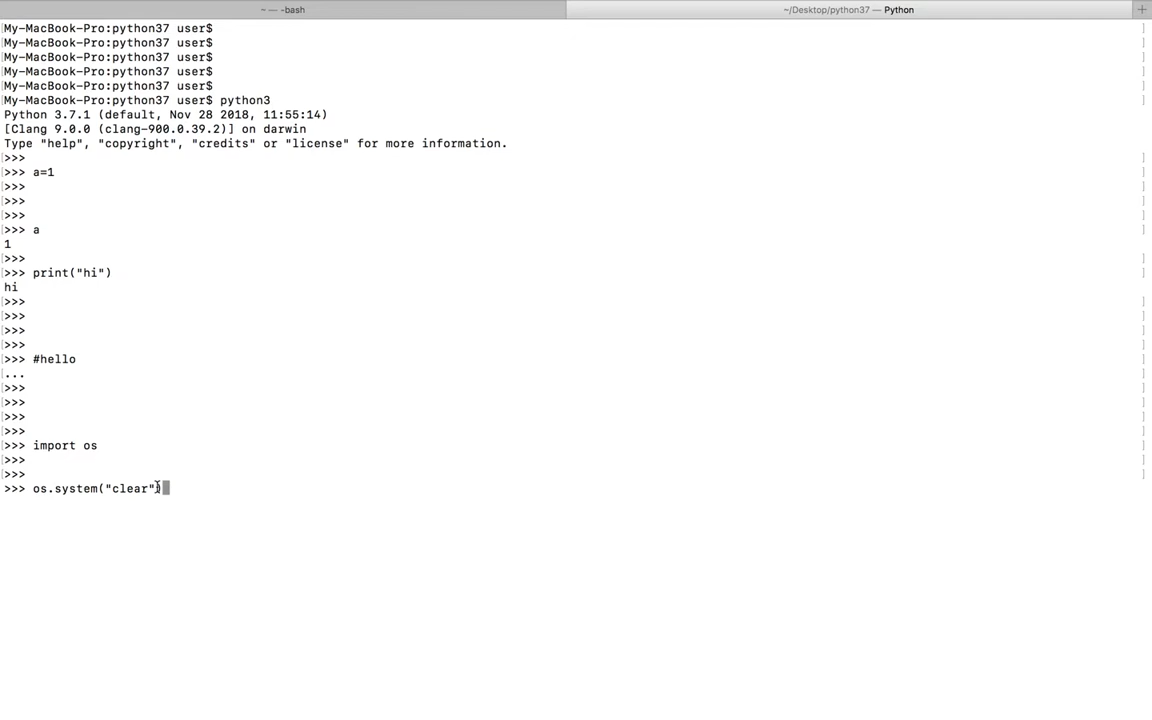 ~ — -bash
~/Desktop/python37 — Python
+
[My-MacBook-Pro:python37 user$ ]
[My-MacBook-Pro:python37 user$ ]
[My-MacBook-Pro:python37 user$ ]
[My-MacBook-Pro:python37 user$ ]
[My-MacBook-Pro:python37 user$ ]
[My-MacBook-Pro:python37 user$ python3 ]
Python 3.7.1 (default, Nov 28 2018, 11:55:14)
[Clang 9.0.0 (clang-900.0.39.2)] on darwin
Type "help", "copyright", "credits" or "license" for more information.
[>>> ]
[>>> a=1 ]
[>>> ]
[>>> ]
[>>> ]
[>>> a ]
1
[>>> ]
[>>> print("hi") ]
hi
[>>> ]
[>>> ]
[>>> ]
[>>> ]
[>>> #hello ]
[... ]
[>>> ]
[>>> ]
[>>> ]
[>>> ]
[>>> import os ]
[>>> ]
[>>> ]
>>> os.system("clear")